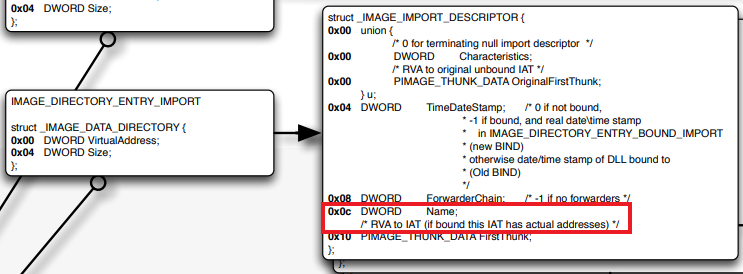 0x04 DWORD Size;
};
IMAGE_DIRECTORY_ENTRY_IMPORT
struct _IMAGE_DATA_DIRECTORY {
0x00 DWORD VirtualAddress;
0x04 DWORD Size;
};
struct _IMAGE_IMPORT_DESCRIPTOR {
0x00 union {
/* 0 for terminating null import descriptor */
0x00 DWORD Characteristics;
/* RVA to original unbound IAT */
0x00 PIMAGE_THUNK_DATA OriginalFirstThunk;
} u;
0x04 DWORD TimeDateStamp; /* 0 if not bound,
* -1 if bound, and real date\time stamp
* in IMAGE_DIRECTORY_ENTRY_BOUND_IMPORT
* (new BIND)
* otherwise date/time stamp of DLL bound to
* (Old BIND)
*/
0x08 DWORD ForwarderChain; /* -1 if no forwarders */
0x0c DWORD Name;
/* RVA to IAT (if bound this IAT has actual addresses) */
0x10 PIMAGE_THUNK_DATA FirstThunk;
};
};